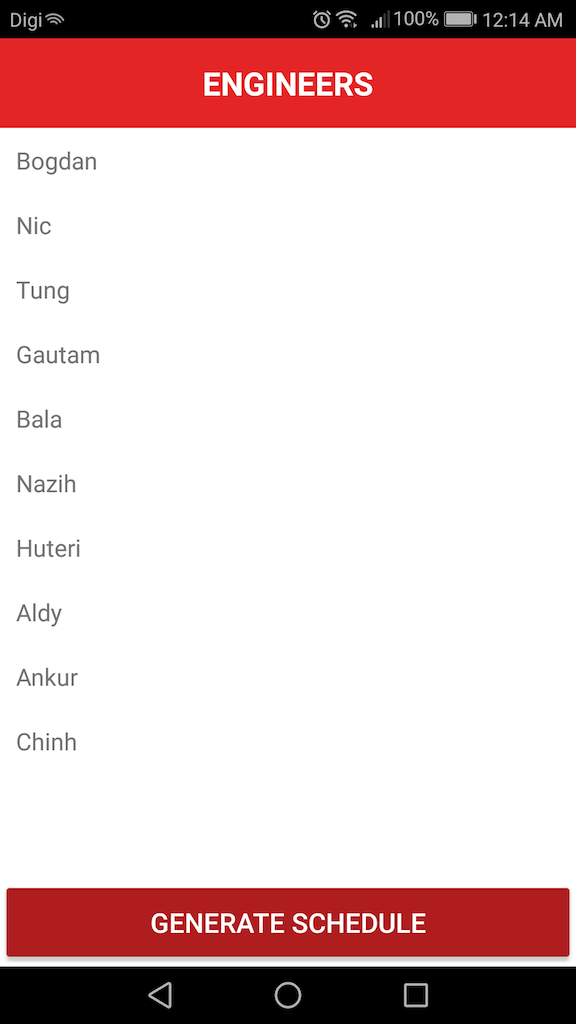 Digi 100% 12:14 AM
ENGINEERS
Bogdan
Nic
Tung
Gautam
Bala
Nazih
Huteri
Aldy
Ankur
Chinh
GENERATE SCHEDULE